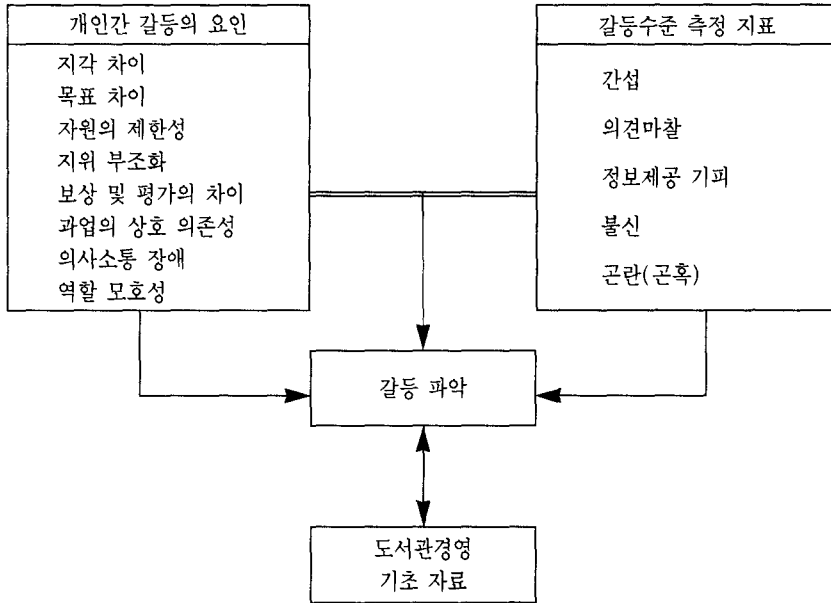 개인간 갈등의 요인
지각 차이
목표 차이
자원의 제한성
지위 부조화
보상 및 평가의 차이
과업의 상호 의존성
의사소통 장애
역할 모호성
갈등수준 측정 지표
간섭
의견마찰
정보제공 기피
불신
곤란(곤혹)
갈등 파악
도서관경영
기초 자료